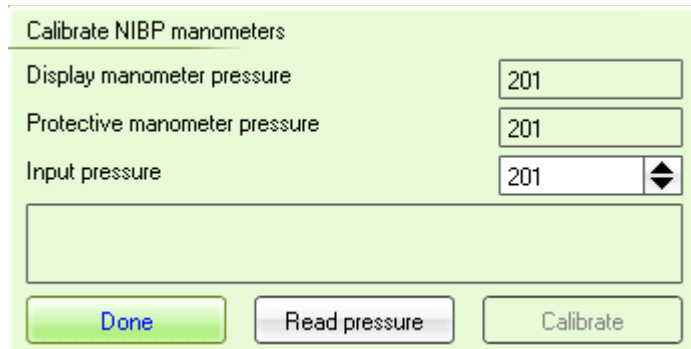 Calibrate NIBP manometers
Display manometer pressure 201
Protective manometer pressure 201
Input pressure 201
Done Read pressure Calibrate